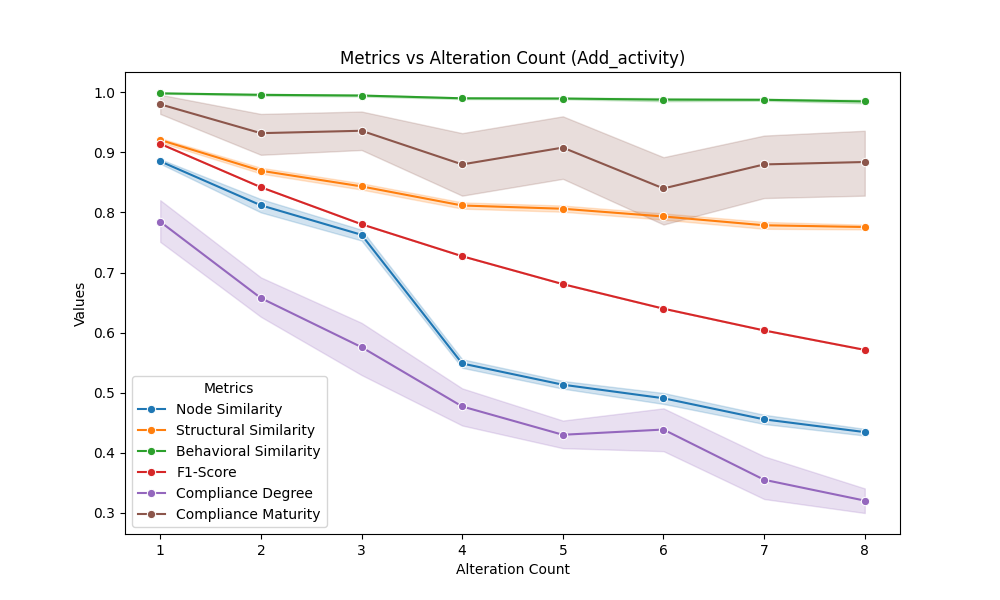 Metrics vs Alteration Count (Add_activity)
Values
1.0
0.9
0.8
0.7
0.6
0.5
0.4
0.3
Metrics
Node Similarity
Structural Similarity
Behavioral Similarity
F1-Score
Compliance Degree
Compliance Maturity
1 2 3 4 5 6 7 8
Alteration Count